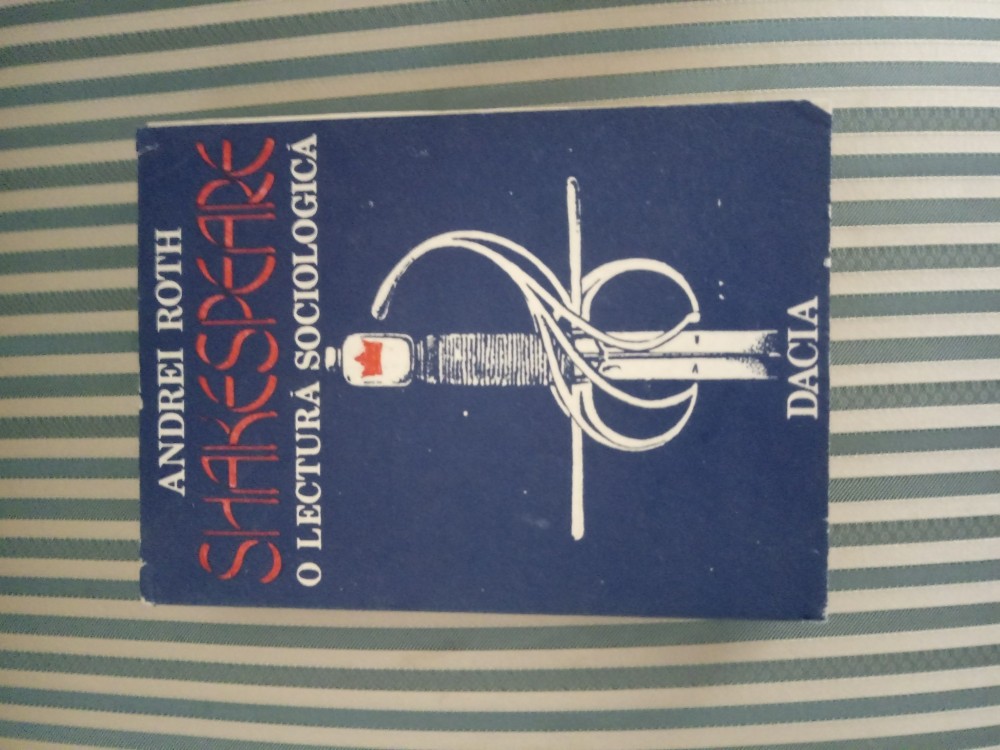 ANDREI ROTH
SHAKESPEARE
O LECTURĂ SOCIOLOGICĂ
DACIA